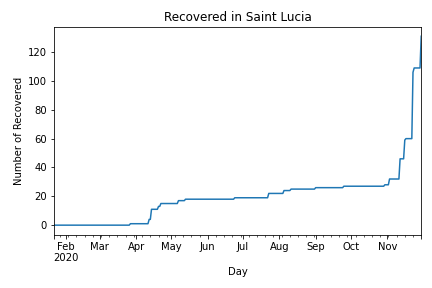 Recovered in Saint Lucia
Number of Recovered
120
100
80
60
40
20
0
Feb Mar Apr May Jun Jul Aug Sep Oct Nov
2020
Day